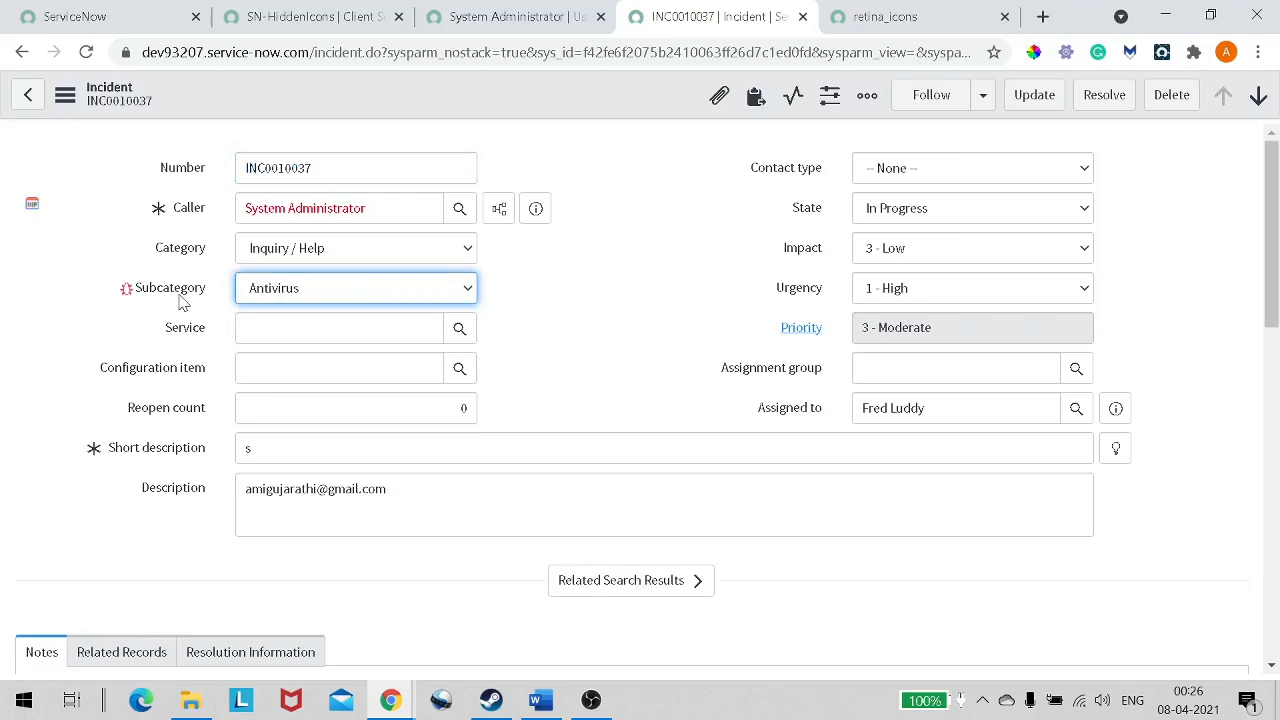 ServiceNow
SN-HiddenIcons | Client S
System Administrator | Us
INC0010037 | Incident | Ser
retina_icons
dev93207.service-now.com/incident.do?sysparm_nostack=true&sys_id=f42fe6f2075b2410063ff26d7c1ed0fd&sysparm_view=&syspa...
A
Incident
INC0010037
Follow
Update
Resolve
Delete
Number
INC0010037
Contact type
-- None --
Caller
System Administrator
State
In Progress
Category
Inquiry / Help
Impact
3 - Low
Subcategory
Antivirus
Urgency
1 - High
Service
Priority
3 - Moderate
Configuration item
Assignment group
Reopen count
0
Assigned to
Fred Luddy
Short description
s
Description
amigujarathi@gmail.com
Related Search Results
Notes
Related Records
Resolution Information
100%
ENG
00:26
08-04-2021